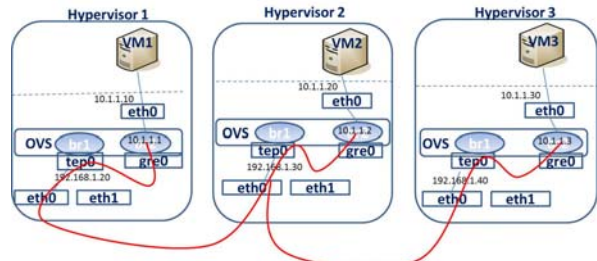 Hypervisor 1
VM1
10.1.1.10
eth0
OVS
br1
10.1.1.1
tep0
gre0
192.168.1.20
eth0
eth1
Hypervisor 2
VM2
10.1.1.20
eth0
OVS
br1
10.1.1.2
tep0
gre0
192.168.1.30
eth0
eth1
Hypervisor 3
VM3
10.1.1.30
eth0
OVS
br1
10.1.1.3
tep0
gre0
192.168.1.40
eth0
eth1